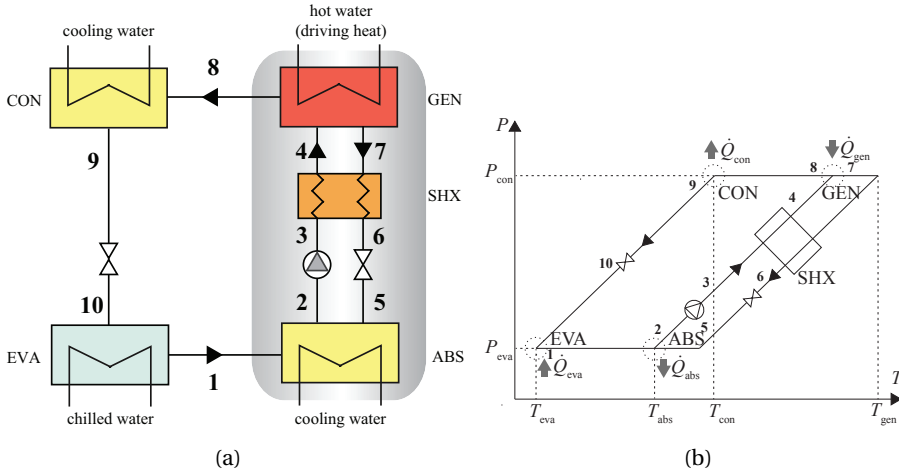 cooling water
hot water
(driving heat)
8
CON
GEN
9
4
7
SHX
3
6
10
2
5
EVA
ABS
1
chilled water
cooling water
(a)
P
Q̇con
Q̇gen
Pcon
9
CON
8
7
GEN
4
10
6
SHX
3
Peva
EVA
2
ABS
5
1
Q̇eva
Q̇abs
T
Teva
Tabs
Tcon
Tgen
(b)